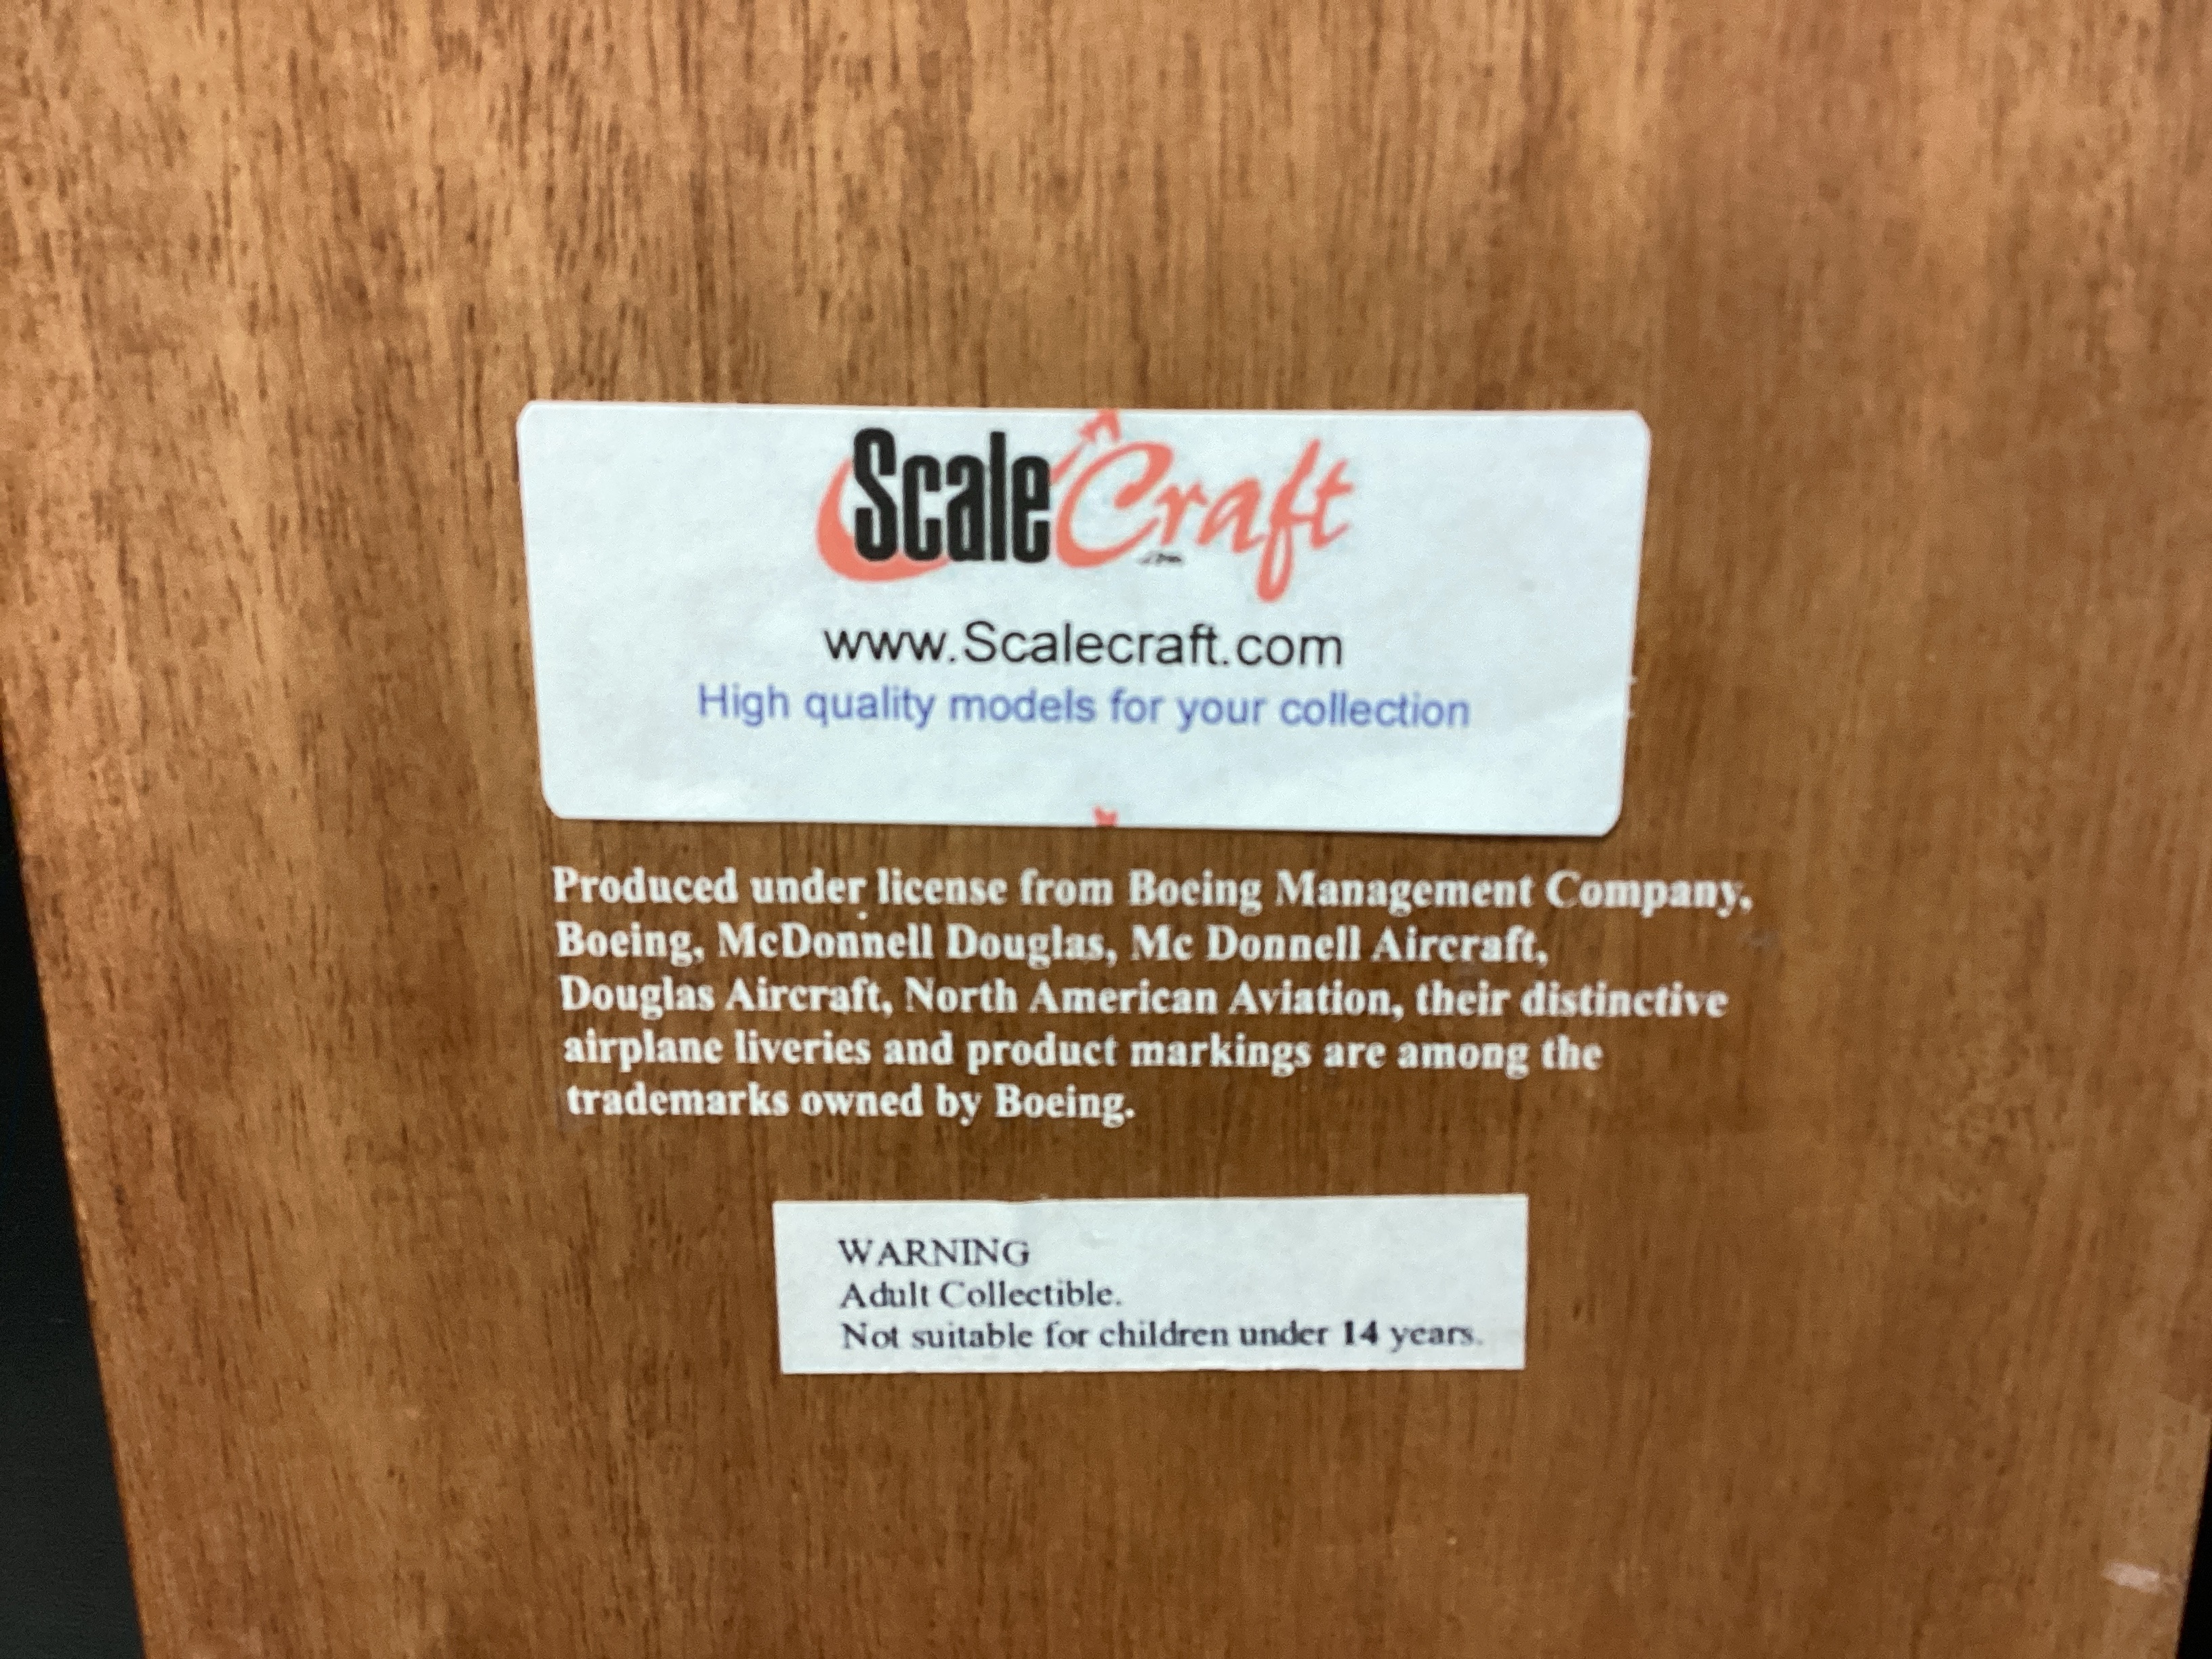 ScaleCraft
.com
www.Scalecraft.com
High quality models for your collection
Produced under license from Boeing Management Company,
Boeing, McDonnell Douglas, Mc Donnell Aircraft,
Douglas Aircraft, North American Aviation, their distinctive
airplane liveries and product markings are among the
trademarks owned by Boeing.
WARNING
Adult Collectible.
Not suitable for children under 14 years.